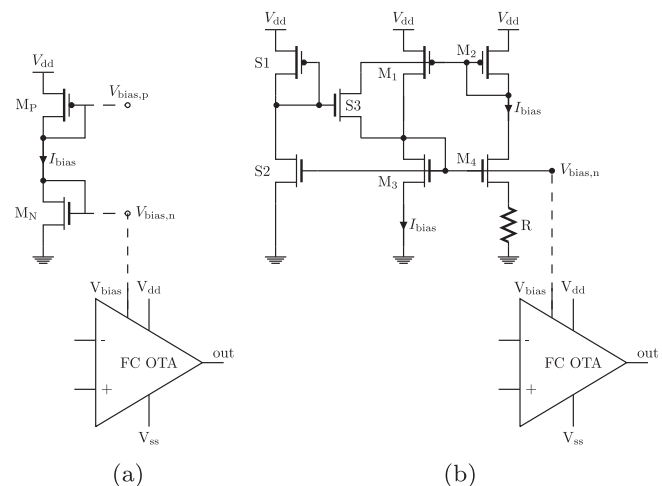 V_dd
M_P
V_bias,p
I_bias
M_N
V_bias,n
V_bias V_dd
-
+
FC OTA
out
V_ss
(a)
V_dd V_dd V_dd
S1
M_1
M_2
S3
I_bias
S2
M_3
M_4
V_bias,n
I_bias
R
V_bias V_dd
-
+
FC OTA
out
V_ss
(b)